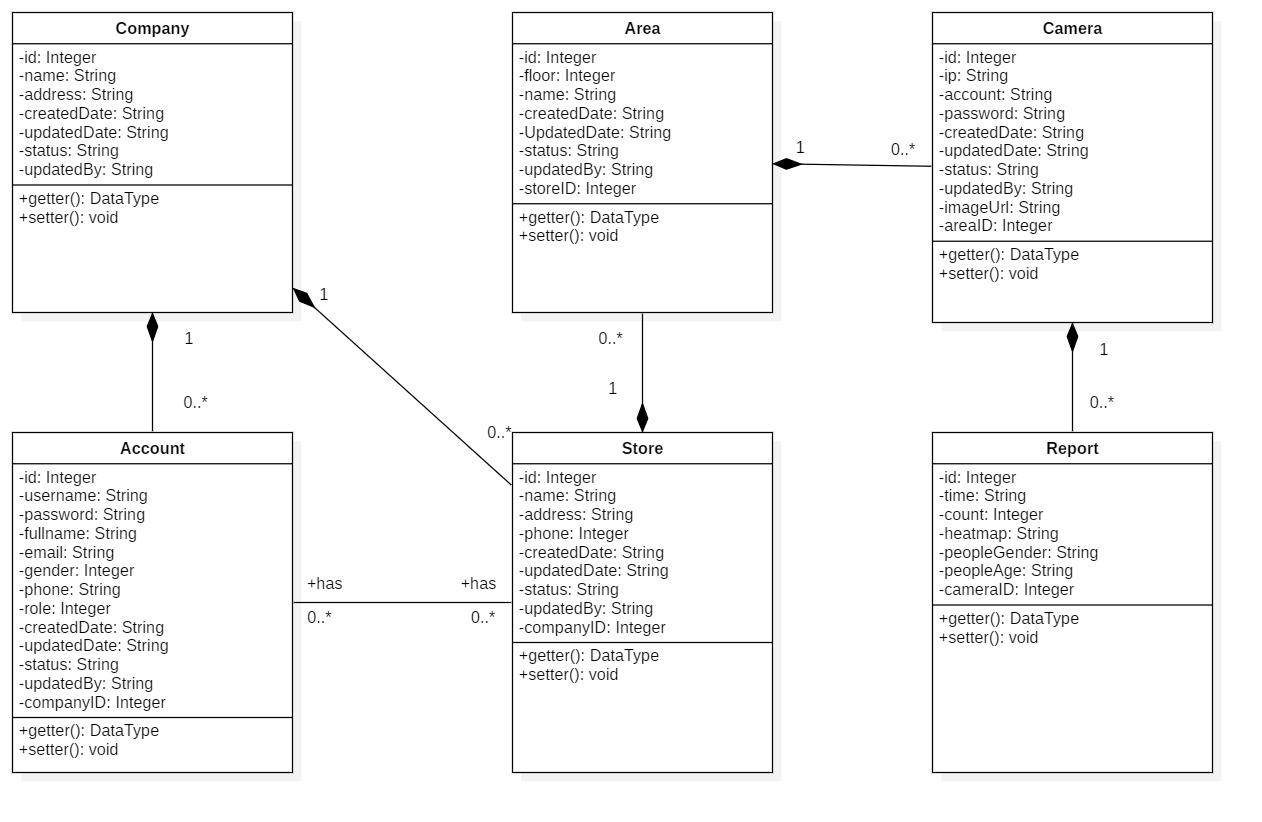 Company
-id: Integer
-name: String
-address: String
-createdDate: String
-updatedDate: String
-status: String
-updatedBy: String
+getter(): DataType
+setter(): void
Area
-id: Integer
-floor: Integer
-name: String
-createdDate: String
-UpdatedDate: String
-status: String
-updatedBy: String
-storeID: Integer
+getter(): DataType
+setter(): void
1
0..*
Camera
-id: Integer
-ip: String
-account: String
-password: String
-createdDate: String
-updatedDate: String
-status: String
-updatedBy: String
-imageUrl: String
-areaID: Integer
+getter(): DataType
+setter(): void
1
1
0..*
0..*
0..*
1
1
0..*
Account
-id: Integer
-username: String
-password: String
-fullname: String
-email: String
-gender: Integer
-phone: String
-role: Integer
-createdDate: String
-updatedDate: String
-status: String
-updatedBy: String
-companyID: Integer
+getter(): DataType
+setter(): void
+has
+has
0..*
0..*
Store
-id: Integer
-name: String
-address: String
-phone: Integer
-createdDate: String
-updatedDate: String
-status: String
-updatedBy: String
-companyID: Integer
+getter(): DataType
+setter(): void
Report
-id: Integer
-time: String
-count: Integer
-heatmap: String
-peopleGender: String
-peopleAge: String
-cameraID: Integer
+getter(): DataType
+setter(): void